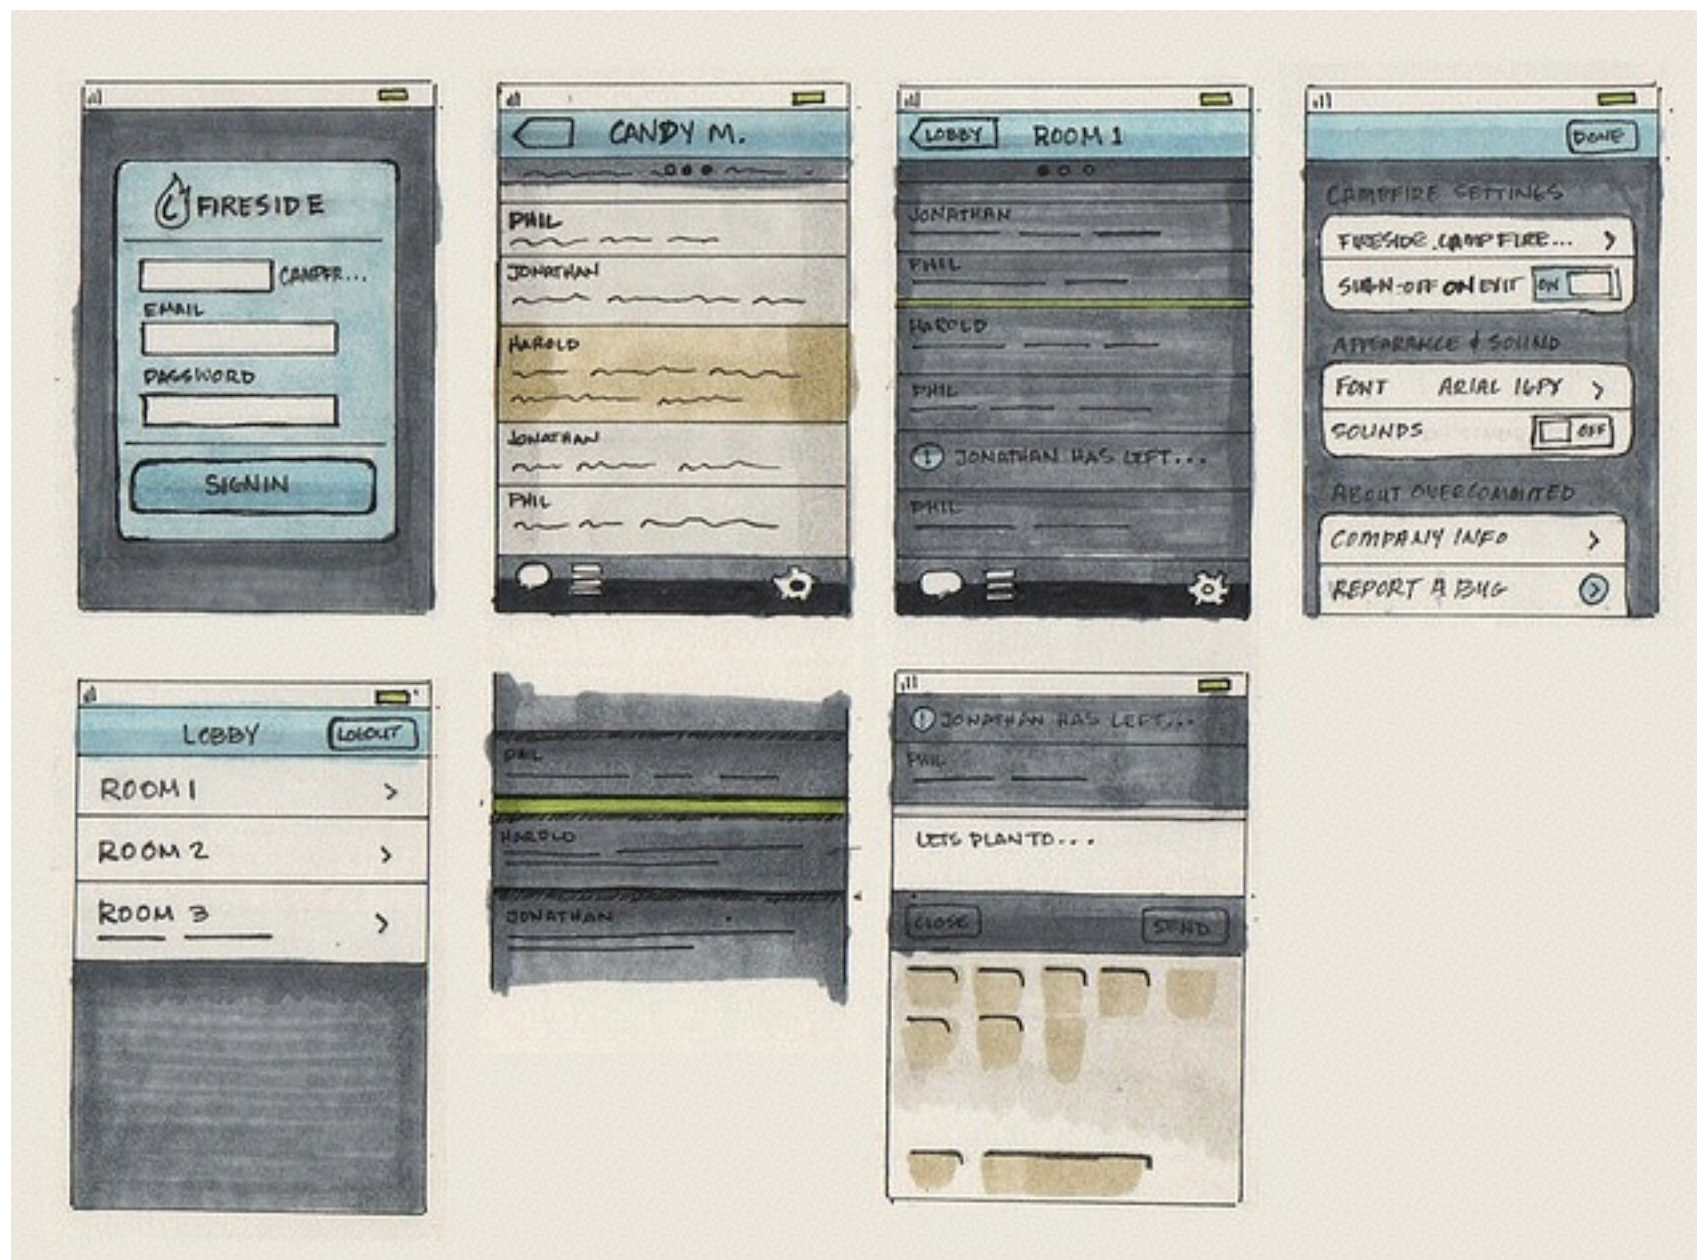 FIRESIDE
CAMPFR...
EMAIL
PASSWORD
SIGNIN
CANDY M.
PHIL
JONATHAN
HAROLD
JONATHAN
PHIL
LOBBY ROOM 1
JONATHAN
PHIL
HAROLD
PHIL
! JONATHAN HAS LEFT...
PHIL
DONE
CAMPFIRE SETTINGS
FIRESIDE.CAMPFIRE... >
SIGN-OFF ON EXIT ON
APPEARANCE & SOUND
FONT ARIAL 16PX >
SOUNDS OFF
ABOUT OVERCOMMITED
COMPANY INFO >
REPORT A BUG >
LOBBY LOGOUT
ROOM 1 >
ROOM 2 >
ROOM 3 >
PHIL
HAROLD
JONATHAN
! JONATHAN HAS LEFT...
PHIL
LETS PLAN TO...
CLOSE SEND